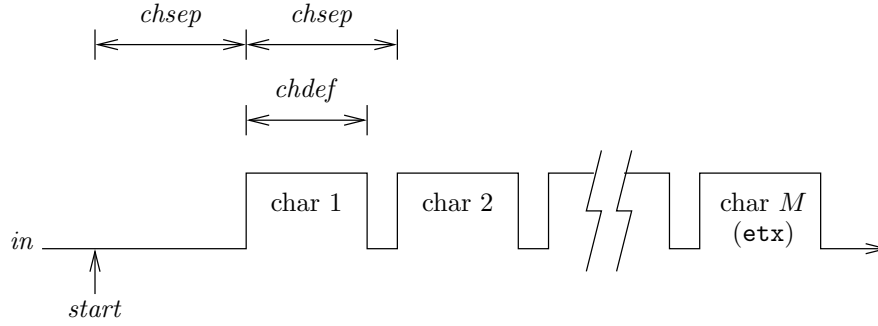 chsep chsep
chdef
char 1 char 2 char M
(etx)
in
start